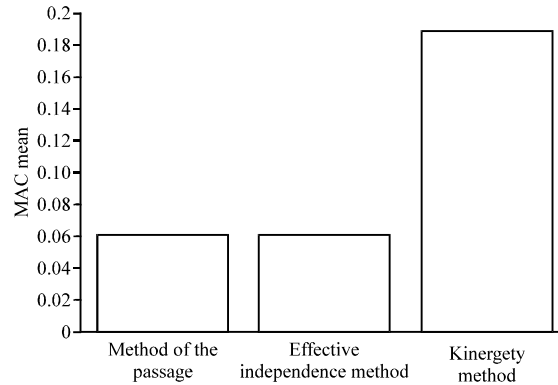 0.2
0.18
0.16
0.14
0.12
0.10
0.08
0.06
0.04
0.02
0
MAC mean
Method of the
passage
Effective
independence method
Kinergety
method